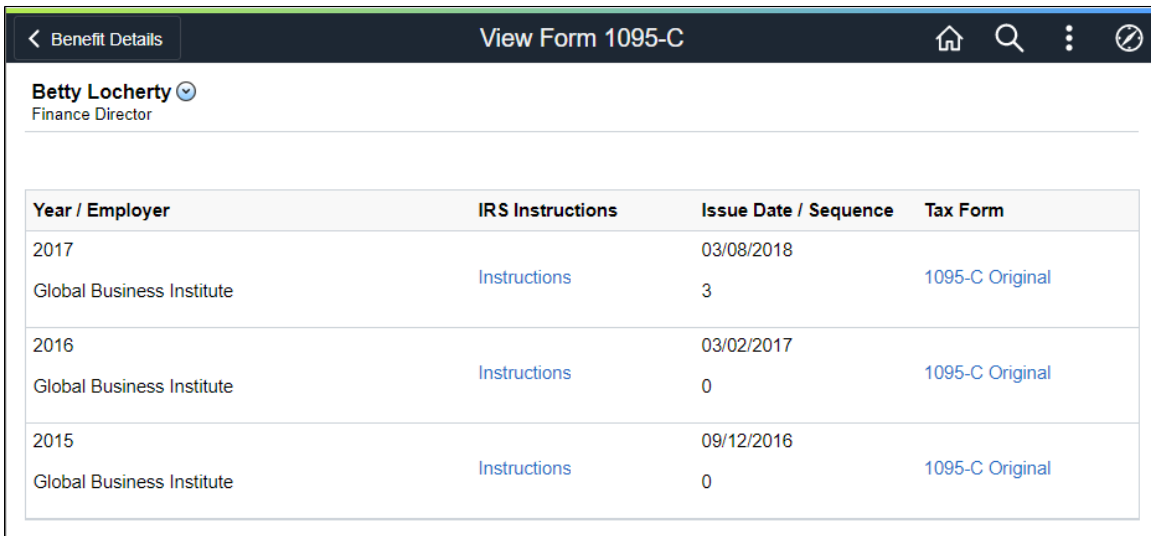 Benefit Details
View Form 1095-C
Betty Locherty
Finance Director
Year / Employer IRS Instructions Issue Date / Sequence Tax Form
2017 03/08/2018
Instructions 1095-C Original
Global Business Institute 3
2016 03/02/2017
Instructions 1095-C Original
Global Business Institute 0
2015 09/12/2016
Instructions 1095-C Original
Global Business Institute 0